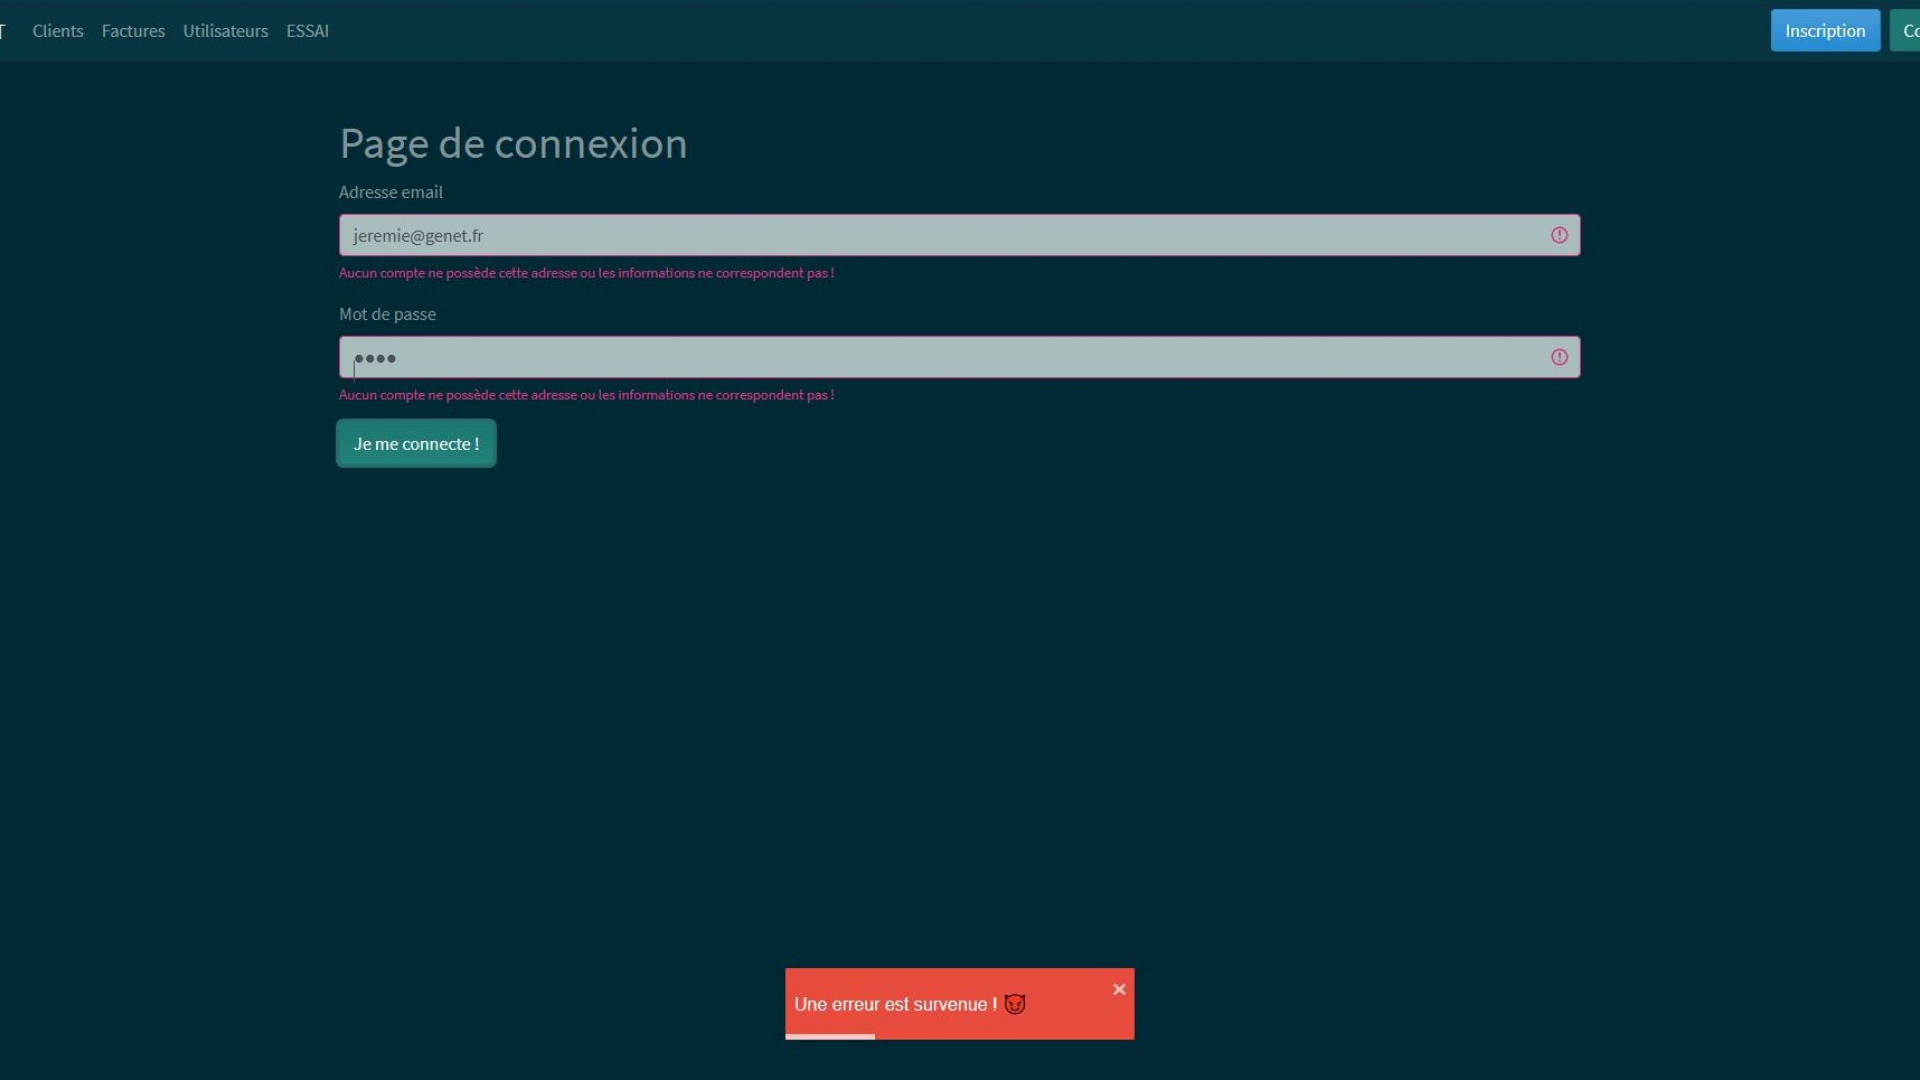 Clients Factures Utilisateurs ESSAI Inscription
Page de connexion
Adresse email
jeremie@genet.fr
Aucun compte ne possède cette adresse ou les informations ne correspondent pas !
Mot de passe
••••
Aucun compte ne possède cette adresse ou les informations ne correspondent pas !
Je me connecte !
Une erreur est survenue ! 😈